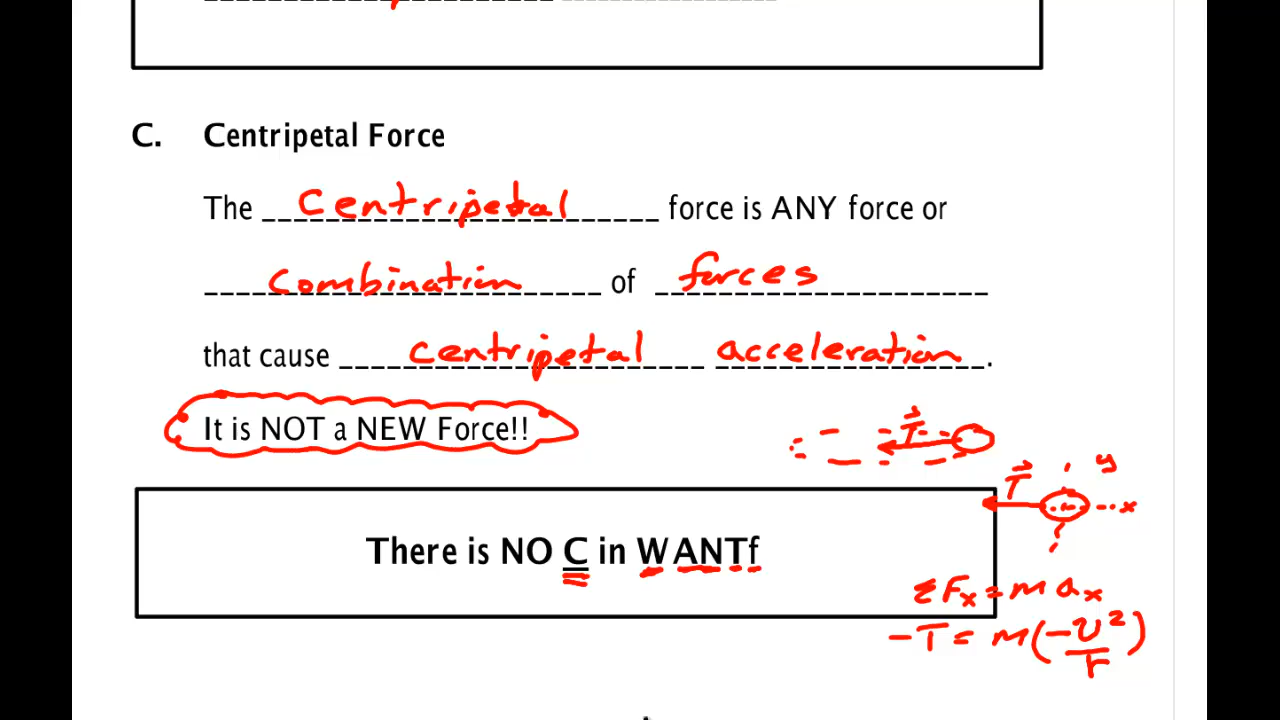 C. Centripetal Force
The Centripetal force is ANY force or
combination of forces
that cause centripetal acceleration.
It is NOT a NEW Force!!
T
T y
x
There is NO C in WANTf
ΣFx = m ax
-T = m(-v²/r)